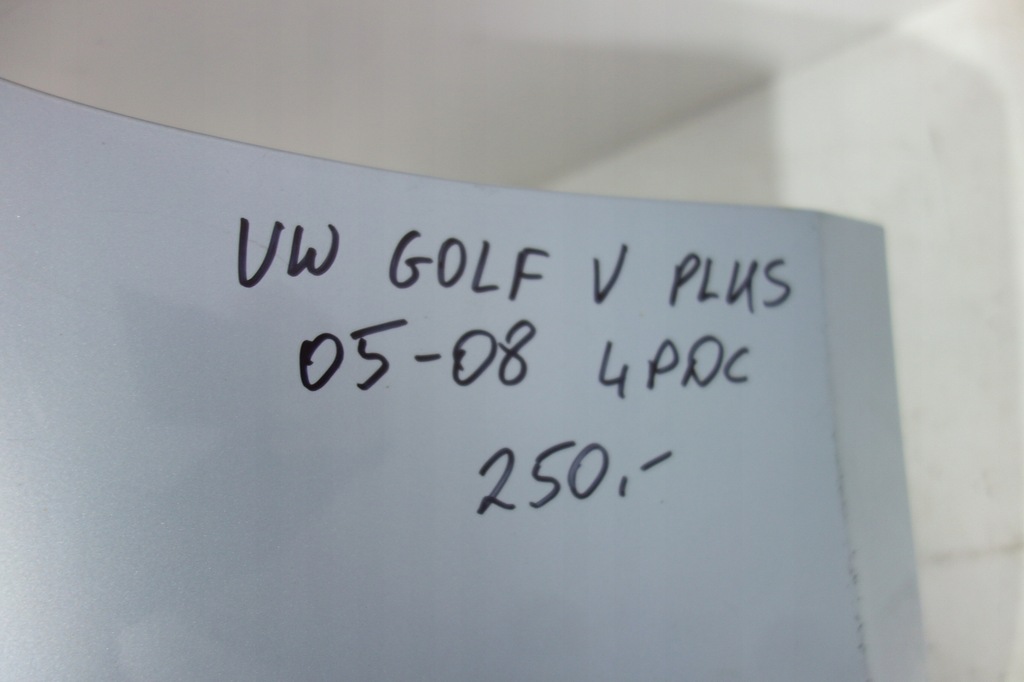 VW GOLF V PLUS
05-08 4PDC
250.-